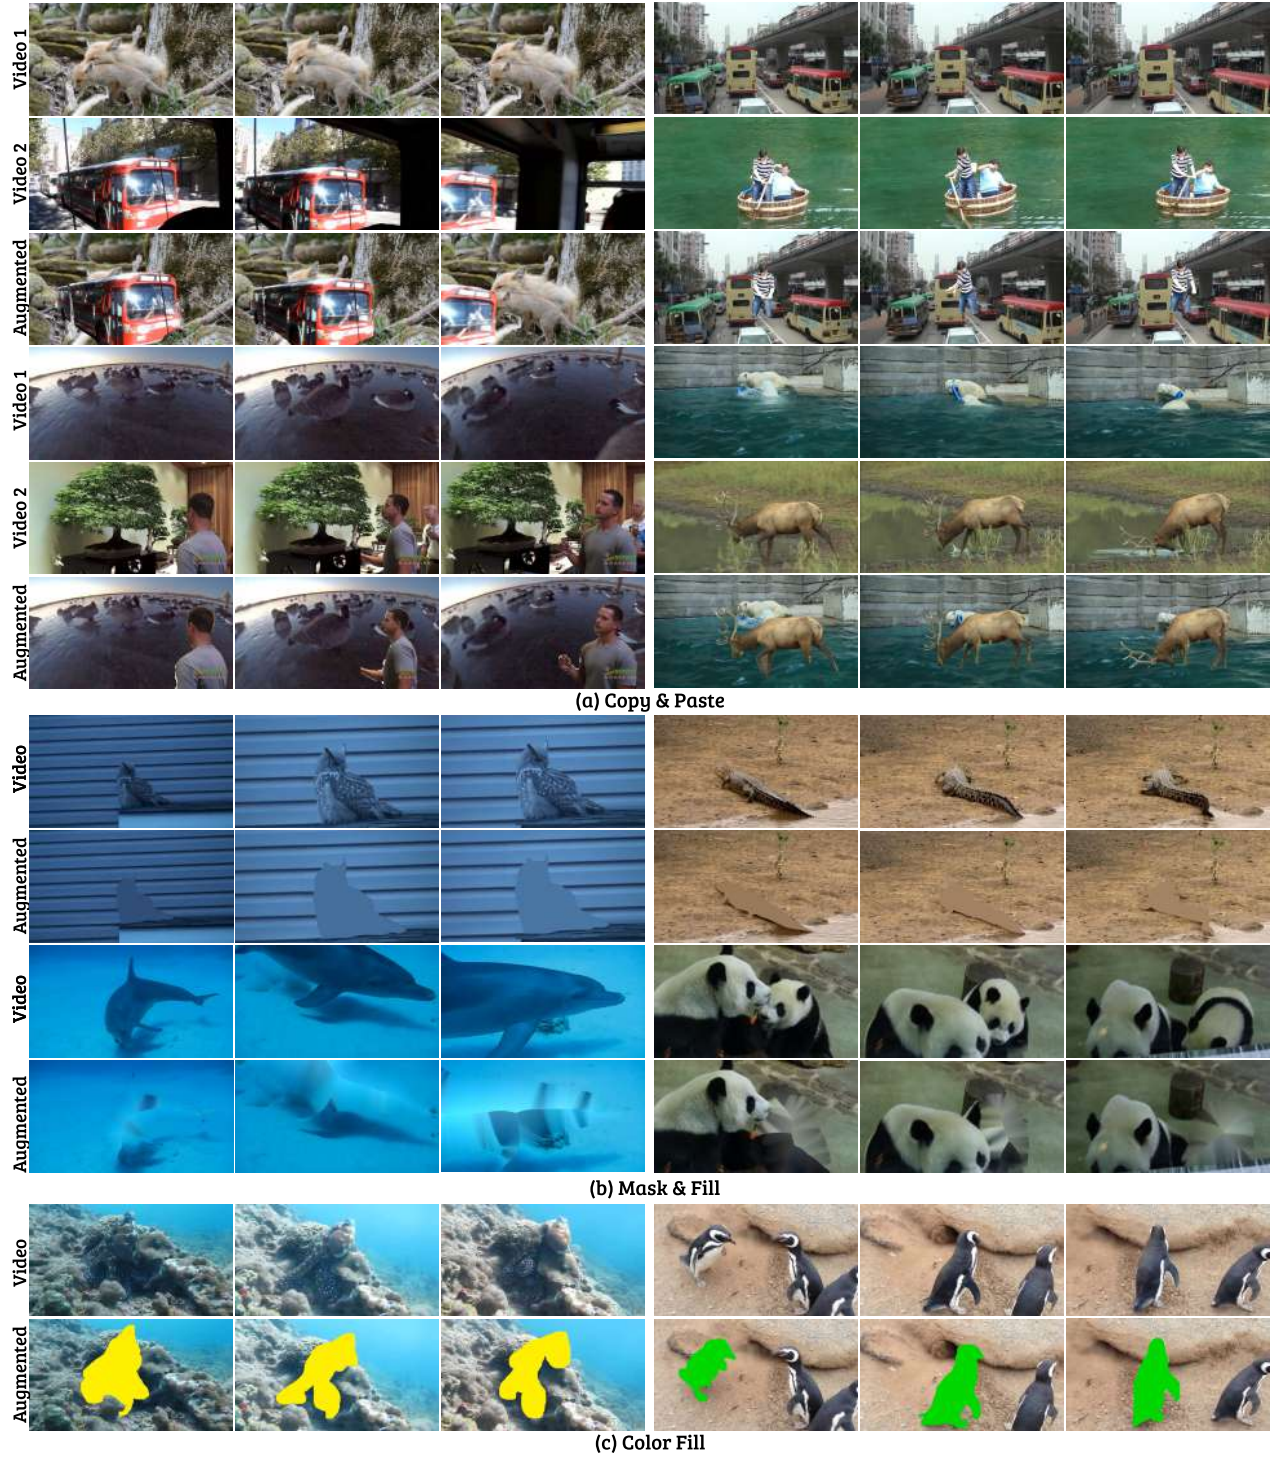 Video 1
Video 2
Augmented
Video 1
Video 2
Augmented
(a) Copy & Paste
Video
Augmented
Video
Augmented
(b) Mask & Fill
Video
Augmented
(c) Color Fill